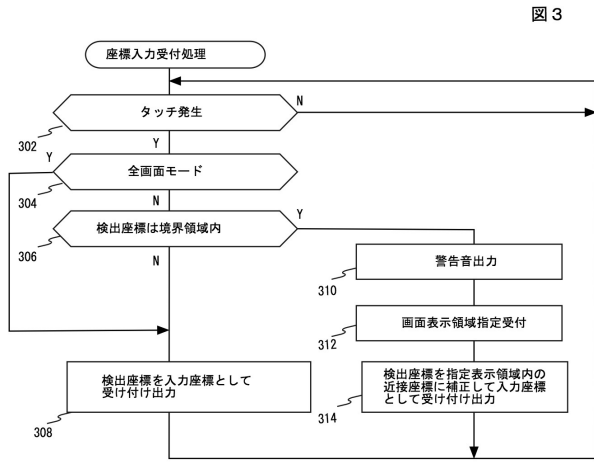 図3
座標入力受付処理
タッチ発生
N
302
Y
Y
全画面モード
304
N
検出座標は境界領域内
Y
306
N
警告音出力
310
画面表示領域指定受付
312
検出座標を入力座標として
受け付け出力
308
検出座標を指定表示領域内の
近接座標に補正して入力座標
として受け付け出力
314